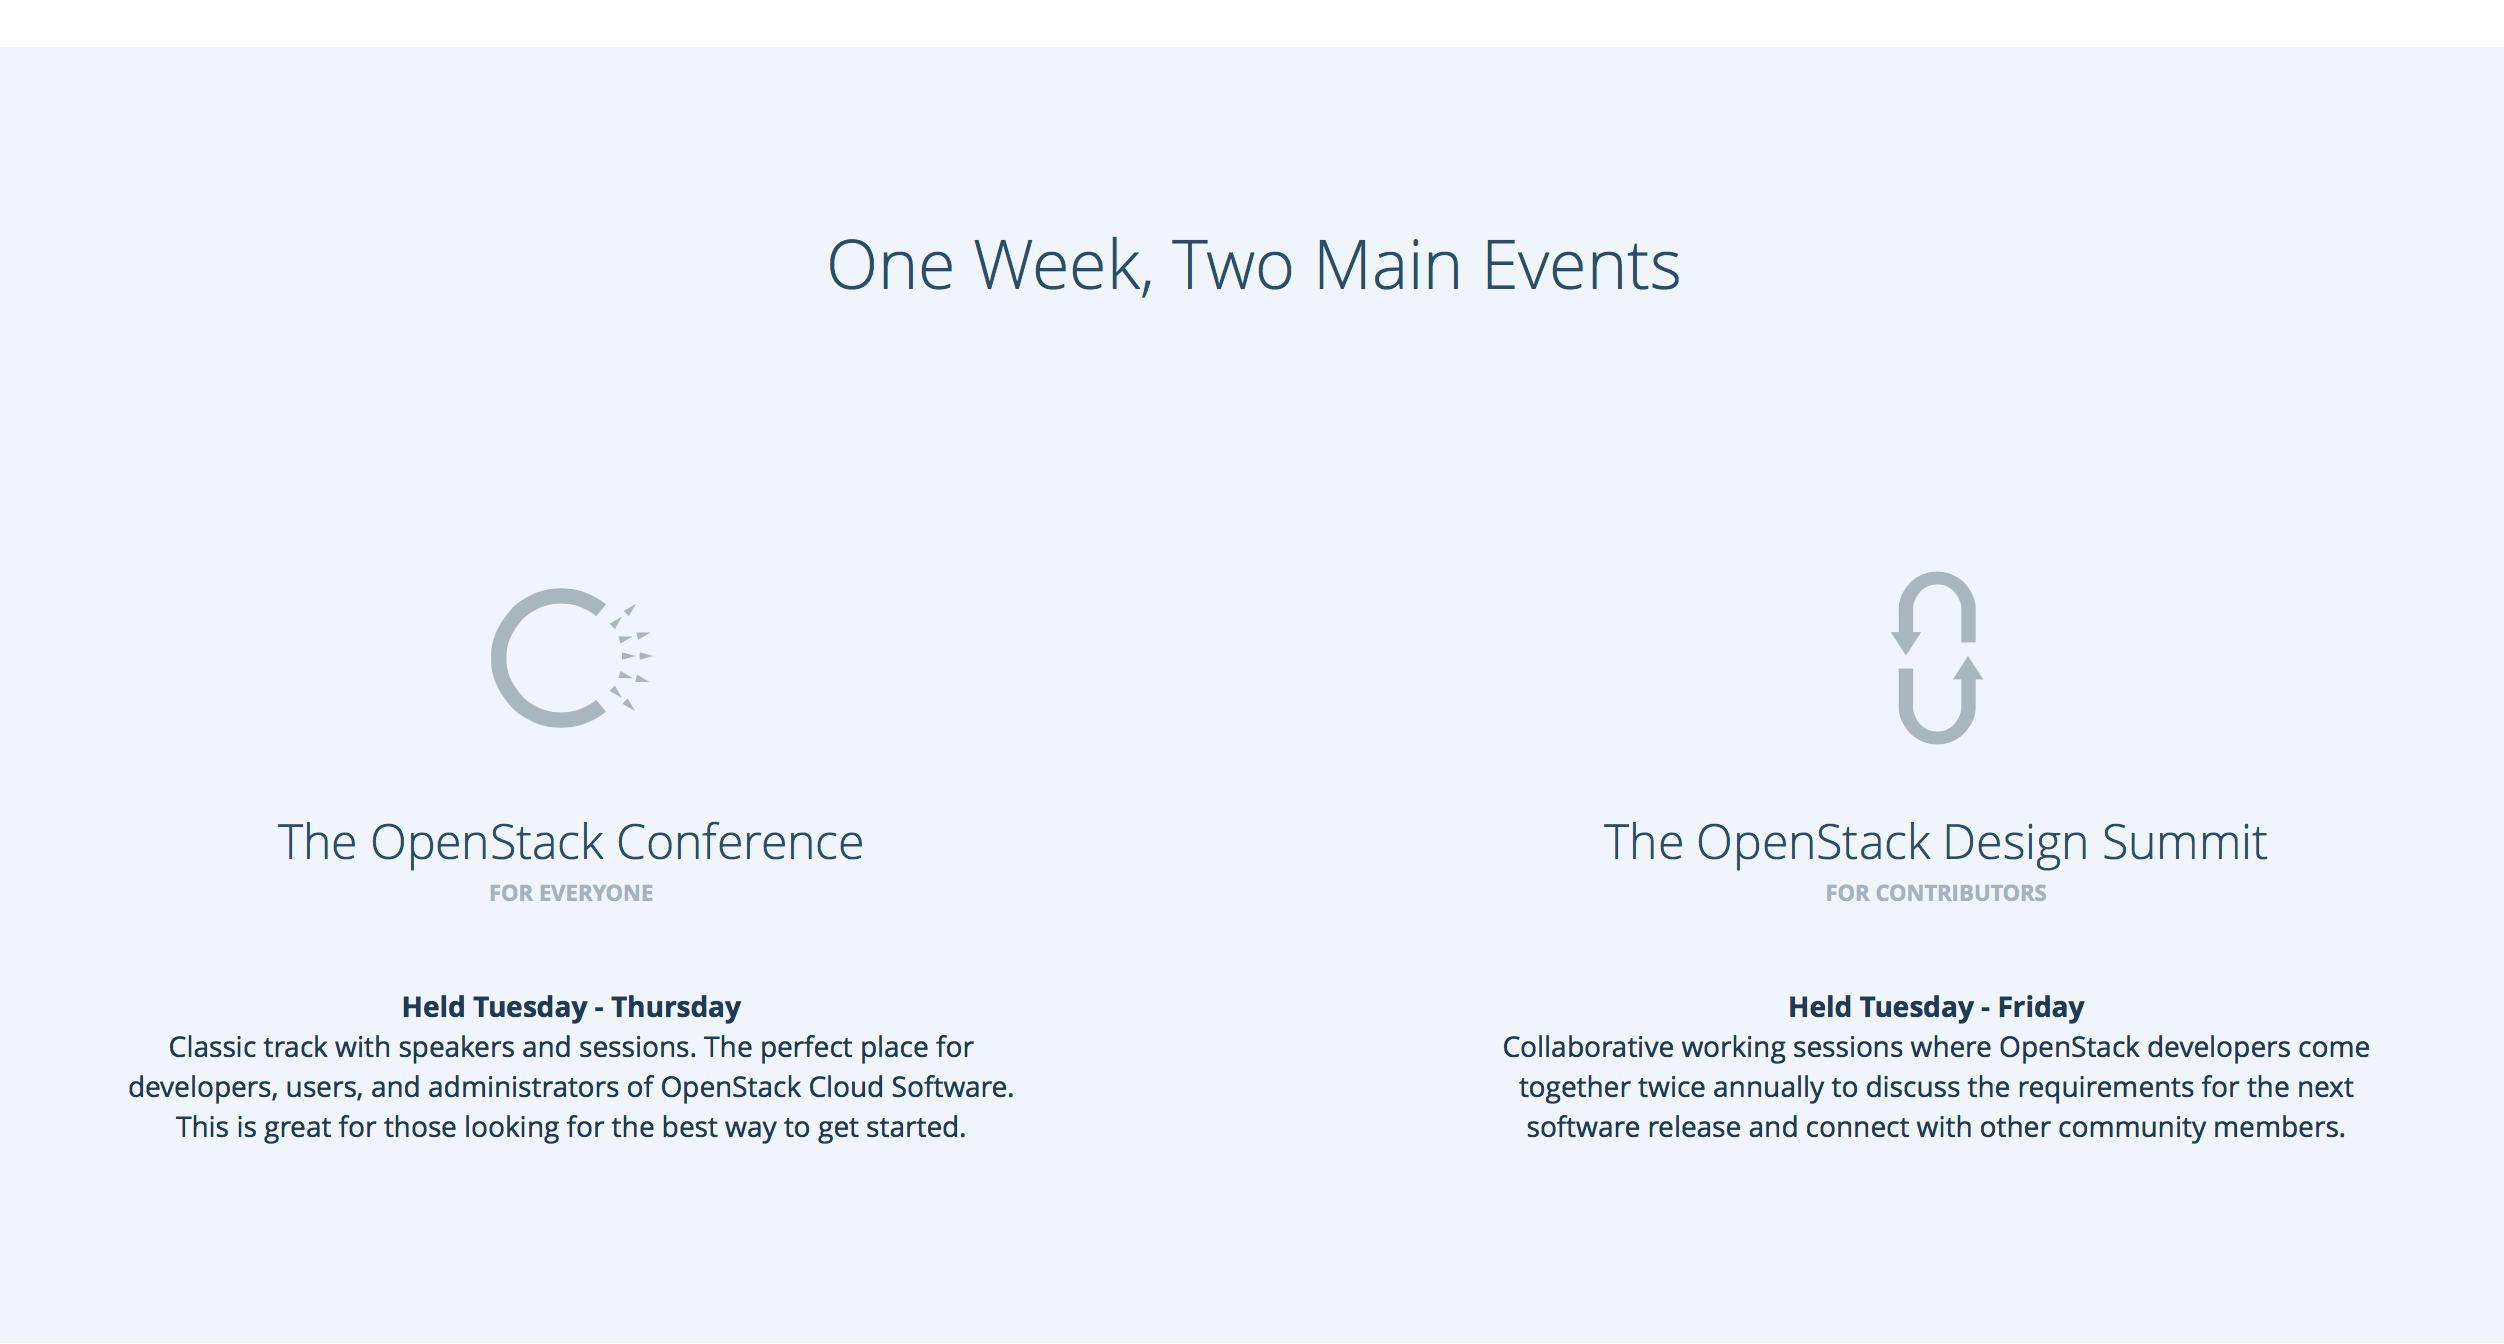 One Week, Two Main Events
The OpenStack Conference
FOR EVERYONE
Held Tuesday - Thursday
Classic track with speakers and sessions. The perfect place for
developers, users, and administrators of OpenStack Cloud Software.
This is great for those looking for the best way to get started.
The OpenStack Design Summit
FOR CONTRIBUTORS
Held Tuesday - Friday
Collaborative working sessions where OpenStack developers come
together twice annually to discuss the requirements for the next
software release and connect with other community members.